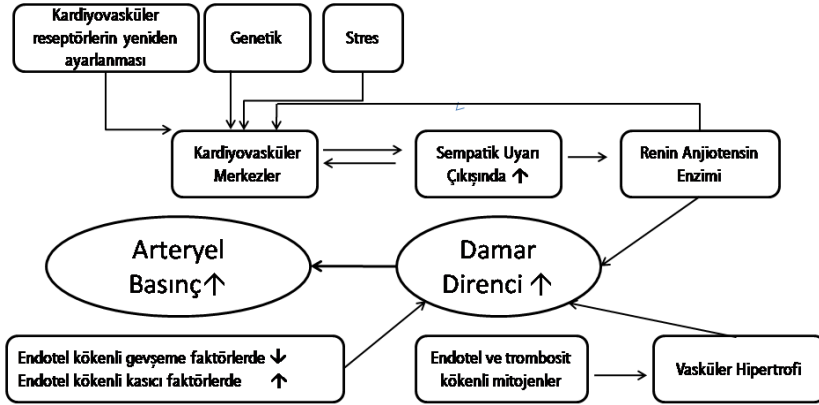 Kardiyovasküler
reseptörlerin yeniden
ayarlanması
Genetik
Stres
Kardiyovasküler
Merkezler
Sempatik Uyarı
Çıkışında ↑
Renin Anjiotensin
Enzimi
Arteryel
Basınç↑
Damar
Direnci ↑
Endotel kökenli gevşeme faktörlerde ↓
Endotel kökenli kasıcı faktörlerde ↑
Endotel ve trombosit
kökenli mitojenler
Vasküler Hipertrofi